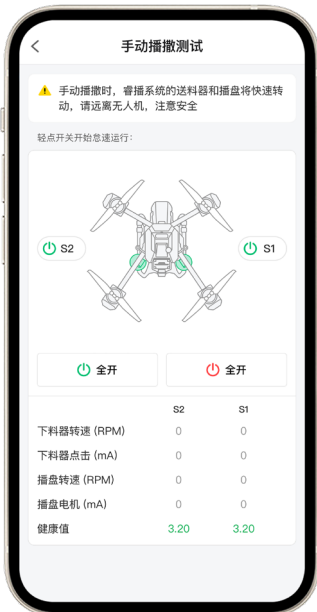 手动播撒测试
手动播撒时，睿播系统的送料器和播盘将快速转
动，请远离无人机，注意安全
轻点开关开始怠速运行：
S2
S1
全开
全开
S2 S1
下料器转速 (RPM) 0 0
下料器点击 (mA) 0 0
播盘转速 (RPM) 0 0
播盘电机 (mA) 0 0
健康值 3.20 3.20